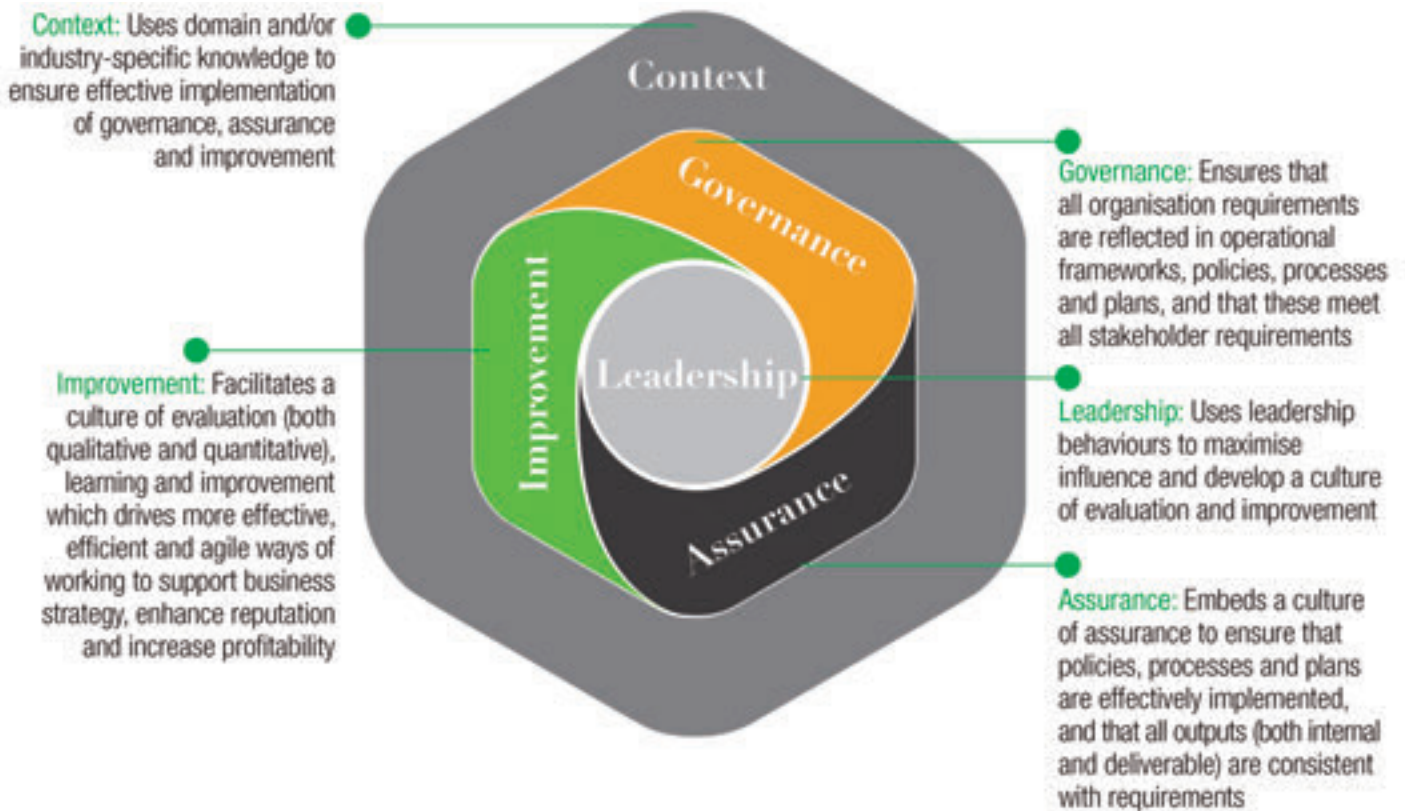 Context: Uses domain and/or
industry-specific knowledge to
ensure effective implementation
of governance, assurance
and improvement
Context
Governance
Improvement
Leadership
Assurance
Governance: Ensures that
all organisation requirements
are reflected in operational
frameworks, policies, processes
and plans, and that these meet
all stakeholder requirements
Improvement: Facilitates a
culture of evaluation (both
qualitative and quantitative),
learning and improvement
which drives more effective,
efficient and agile ways of
working to support business
strategy, enhance reputation
and increase profitability
Leadership: Uses leadership
behaviours to maximise
influence and develop a culture
of evaluation and improvement
Assurance: Embeds a culture
of assurance to ensure that
policies, processes and plans
are effectively implemented,
and that all outputs (both internal
and deliverable) are consistent
with requirements